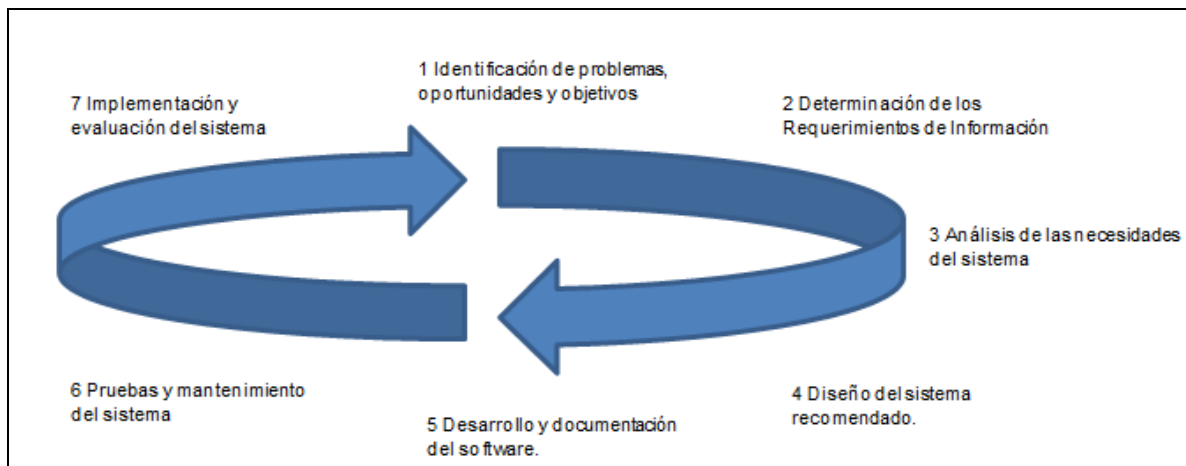 1 Identificación de problemas,
oportunidades y objetivos
2 Determinación de los
Requerimientos de Información
3 Análisis de las necesidades
del sistema
4 Diseño del sistema
recomendado.
5 Desarrollo y documentación
del software.
6 Pruebas y mantenimiento
del sistema
7 Implementación y
evaluación del sistema